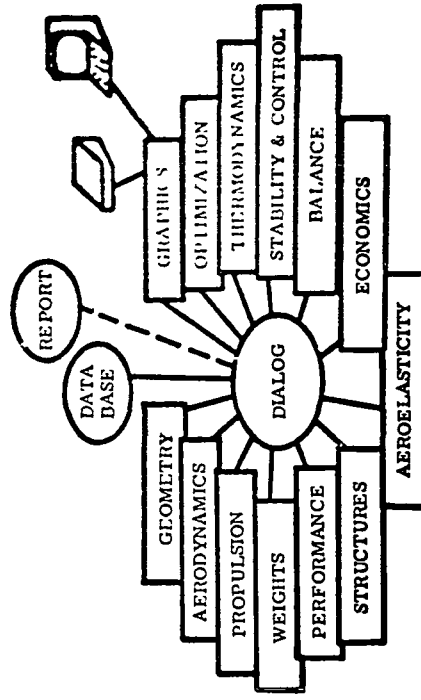 REPORT
DATA
BASE
GEOMETRY
AERODYNAMICS
PROPULSION
WEIGHTS
PERFORMANCE
STRUCTURES
AEROELASTICITY
DIALOG
GRAPHICS
OPTIMIZATION
THERMODYNAMICS
STABILITY & CONTROL
BALANCE
ECONOMICS